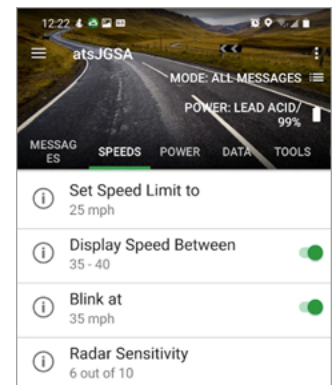 12:22
atsJGSA
MODE: ALL MESSAGES
POWER: LEAD ACID/
99%
MESSAG
ES
SPEEDS
POWER
DATA
TOOLS
Set Speed Limit to
25 mph
Display Speed Between
35 - 40
Blink at
35 mph
Radar Sensitivity
6 out of 10